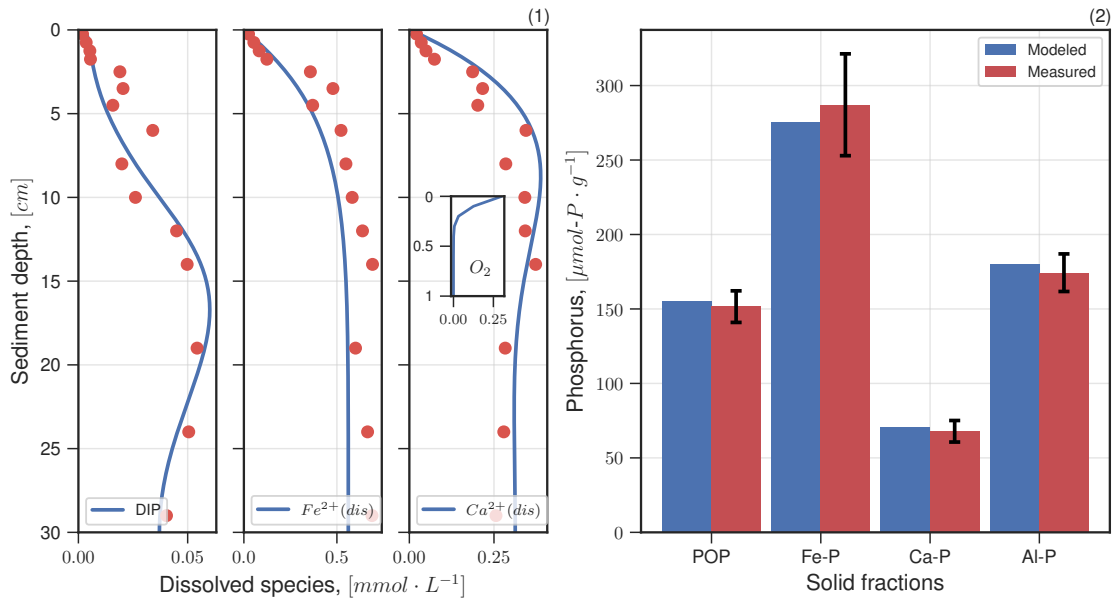 (1)
0
5
10
15
20
25
30
Sediment depth, [cm]
DIP
0.00
0.05
Fe²⁺(dis)
0.0
0.5
Ca²⁺(dis)
0.00
0.25
0
0.5
1
O₂
0.00
0.25
Dissolved species, [mmol · L⁻¹]
(2)
Modeled
Measured
300
250
200
150
100
50
0
Phosphorus, [μmol-P · g⁻¹]
POP
Fe-P
Ca-P
Al-P
Solid fractions